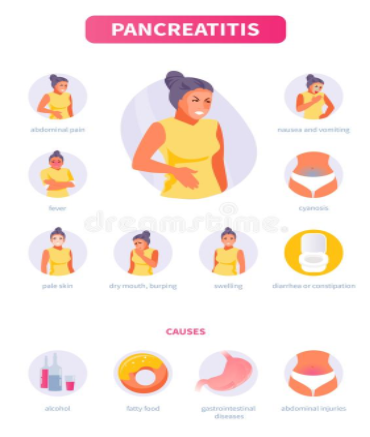 PANCREATITIS
abdominal pain
nausea and vomiting
fever
cyanosis
dreamstime.
pale skin
dry mouth, burping
swelling
diarrhea or constipation
CAUSES
alcohol
fatty food
gastrointestinal
diseases
abdominal injuries